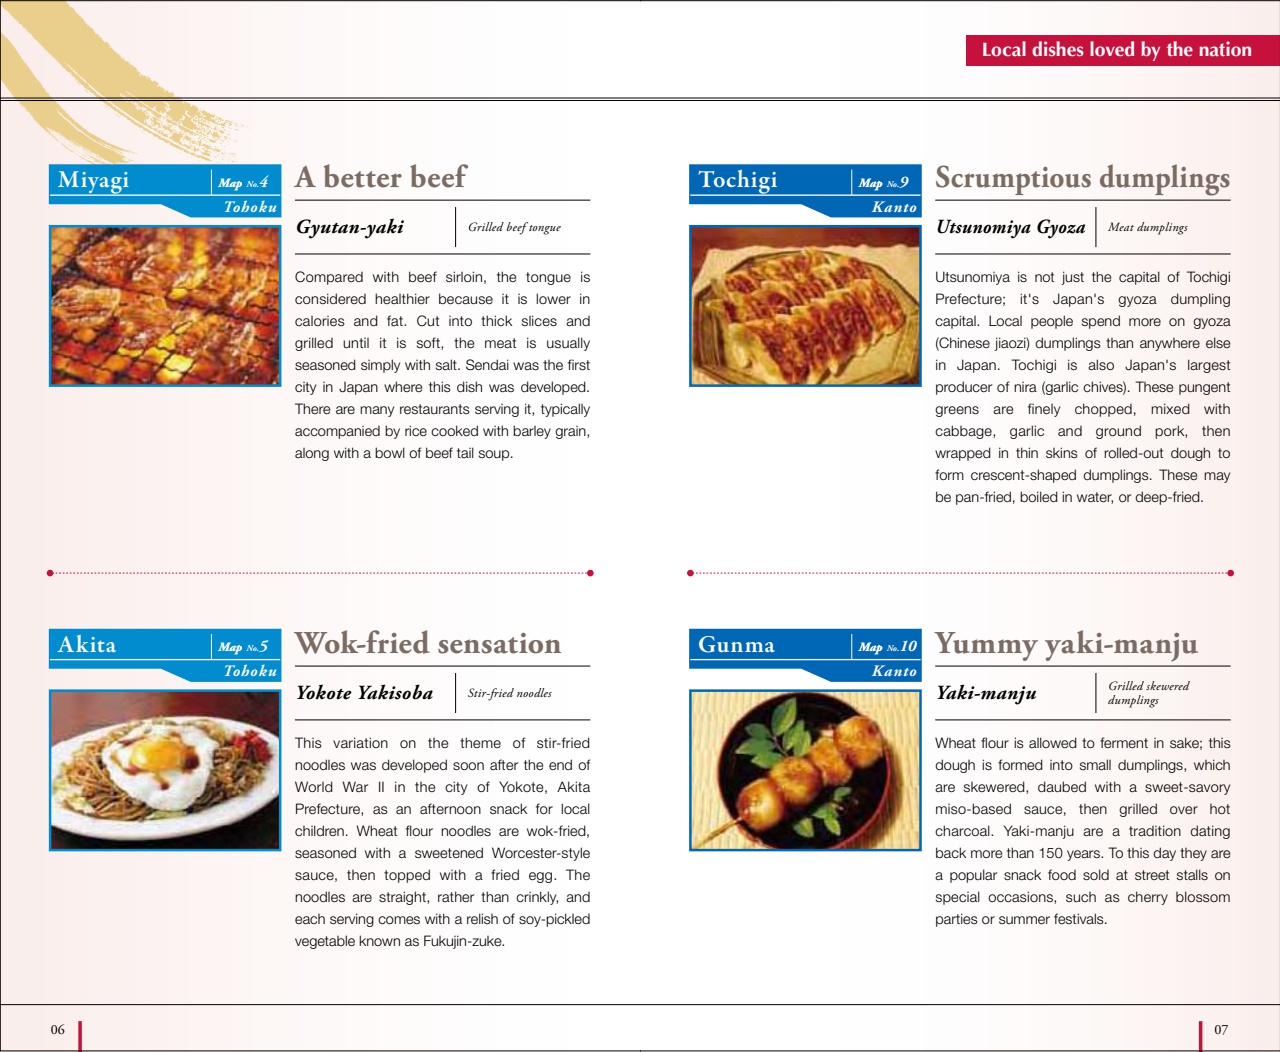 Local dishes loved by the nation
Miyagi
Map No.4
Tohoku
A better beef
Gyutan-yaki
Grilled beef tongue
Compared with beef sirloin, the tongue is
considered healthier because it is lower in
calories and fat. Cut into thick slices and
grilled until it is soft, the meat is usually
seasoned simply with salt. Sendai was the first
city in Japan where this dish was developed.
There are many restaurants serving it, typically
accompanied by rice cooked with barley grain,
along with a bowl of beef tail soup.
Akita
Map No.5
Tohoku
Wok-fried sensation
Yokote Yakisoba
Stir-fried noodles
This variation on the theme of stir-fried
noodles was developed soon after the end of
World War II in the city of Yokote, Akita
Prefecture, as an afternoon snack for local
children. Wheat flour noodles are wok-fried,
seasoned with a sweetened Worcester-style
sauce, then topped with a fried egg. The
noodles are straight, rather than crinkly, and
each serving comes with a relish of soy-pickled
vegetable known as Fukujin-zuke.
06
Tochigi
Map No.9
Kanto
Scrumptious dumplings
Utsunomiya Gyoza
Meat dumplings
Utsunomiya is not just the capital of Tochigi
Prefecture; it's Japan's gyoza dumpling
capital. Local people spend more on gyoza
(Chinese jiaozi) dumplings than anywhere else
in Japan. Tochigi is also Japan's largest
producer of nira (garlic chives). These pungent
greens are finely chopped, mixed with
cabbage, garlic and ground pork, then
wrapped in thin skins of rolled-out dough to
form crescent-shaped dumplings. These may
be pan-fried, boiled in water, or deep-fried.
Gunma
Map No.10
Kanto
Yummy yaki-manju
Yaki-manju
Grilled skewered
dumplings
Wheat flour is allowed to ferment in sake; this
dough is formed into small dumplings, which
are skewered, daubed with a sweet-savory
miso-based sauce, then grilled over hot
charcoal. Yaki-manju are a tradition dating
back more than 150 years. To this day they are
a popular snack food sold at street stalls on
special occasions, such as cherry blossom
parties or summer festivals.
07